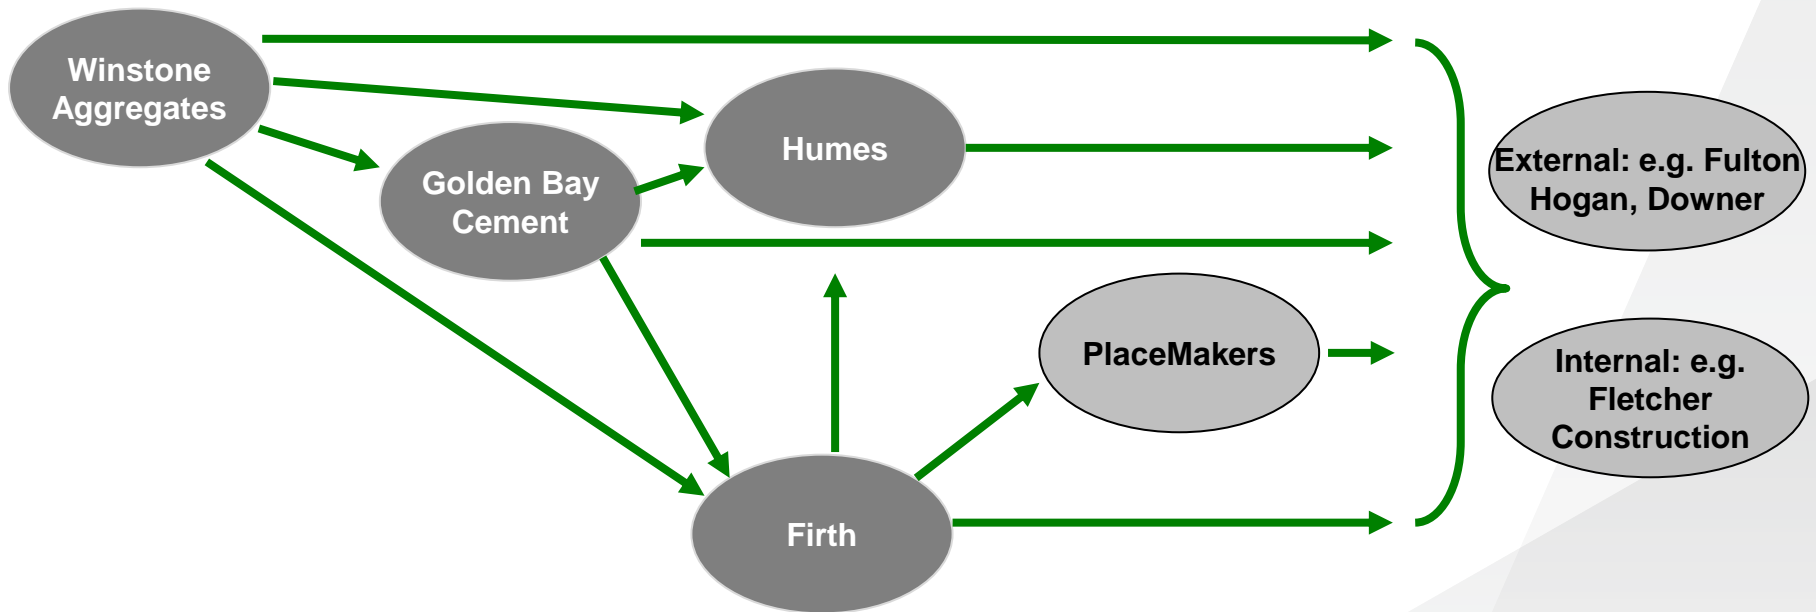 Winstone
Aggregates
Golden Bay
Cement
Humes
External: e.g. Fulton
Hogan, Downer
PlaceMakers
Internal: e.g.
Fletcher
Construction
Firth